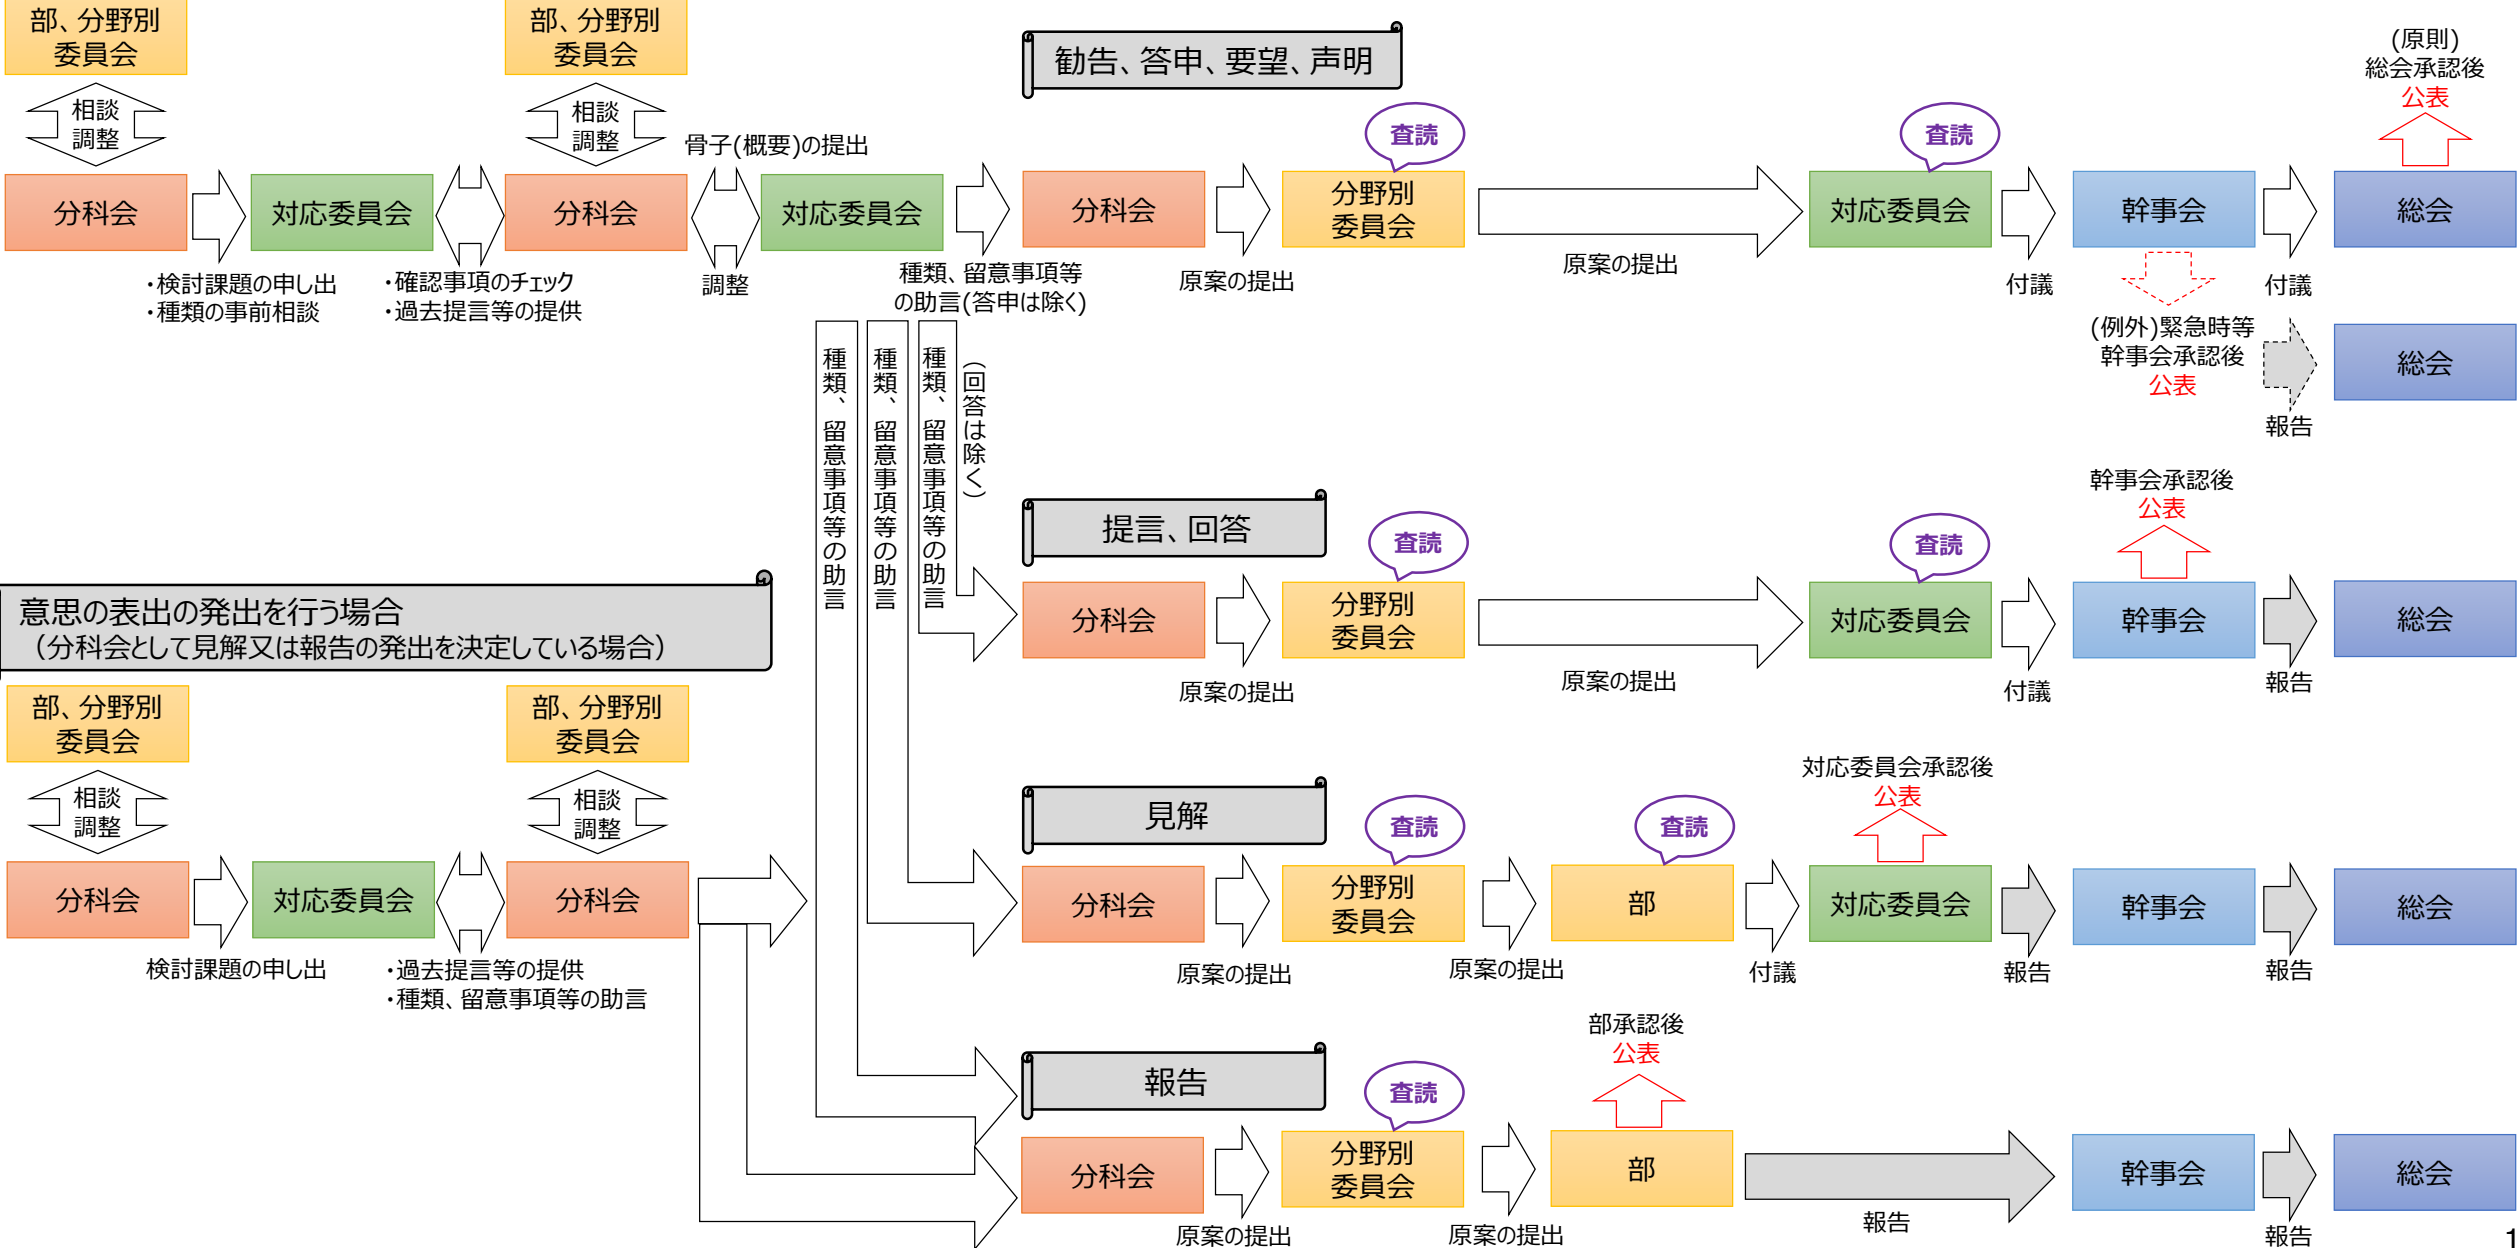 部、分野別
委員会
部、分野別
委員会
勧告、答申、要望、声明
(原則)
総会承認後
公表
相談
調整
相談
調整
骨子(概要)の提出
査読
査読
分科会
対応委員会
分科会
対応委員会
分科会
分野別
委員会
対応委員会
幹事会
総会
・検討課題の申し出
・種類の事前相談
・確認事項のチェック
・過去提言等の提供
調整
種類、留意事項等
の助言(答申は除く)
原案の提出
原案の提出
付議
付議
(例外)緊急時等
幹事会承認後
公表
総会
報告
種類、留意事項等の助言
種類、留意事項等の助言
種類、留意事項等の助言
(回答は除く)
提言、回答
査読
査読
幹事会承認後
公表
分科会
分野別
委員会
対応委員会
幹事会
総会
原案の提出
原案の提出
付議
報告
意思の表出の発出を行う場合
（分科会として見解又は報告の発出を決定している場合）
部、分野別
委員会
部、分野別
委員会
相談
調整
相談
調整
分科会
対応委員会
分科会
検討課題の申し出
・過去提言等の提供
・種類、留意事項等の助言
見解
査読
査読
対応委員会承認後
公表
分科会
分野別
委員会
部
対応委員会
幹事会
総会
原案の提出
原案の提出
付議
報告
報告
報告
査読
部承認後
公表
分科会
分野別
委員会
部
幹事会
総会
原案の提出
原案の提出
報告
報告
1